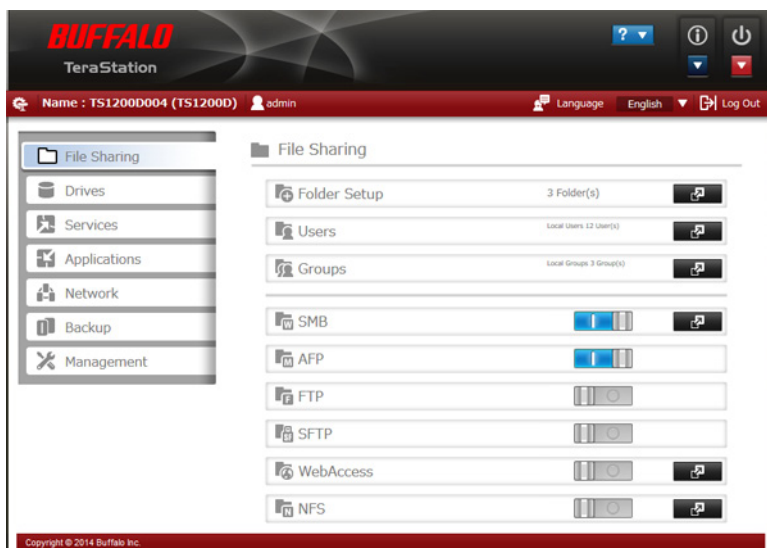 BUFFALO
TeraStation
?
Name : TS1200D004 (TS1200D) admin Language English Log Out
File Sharing
Drives
Services
Applications
Network
Backup
Management
File Sharing
Folder Setup 3 Folder(s)
Users Local Users 12 User(s)
Groups Local Groups 3 Group(s)
SMB
AFP
FTP
SFTP
WebAccess
NFS
Copyright © 2014 Buffalo Inc.